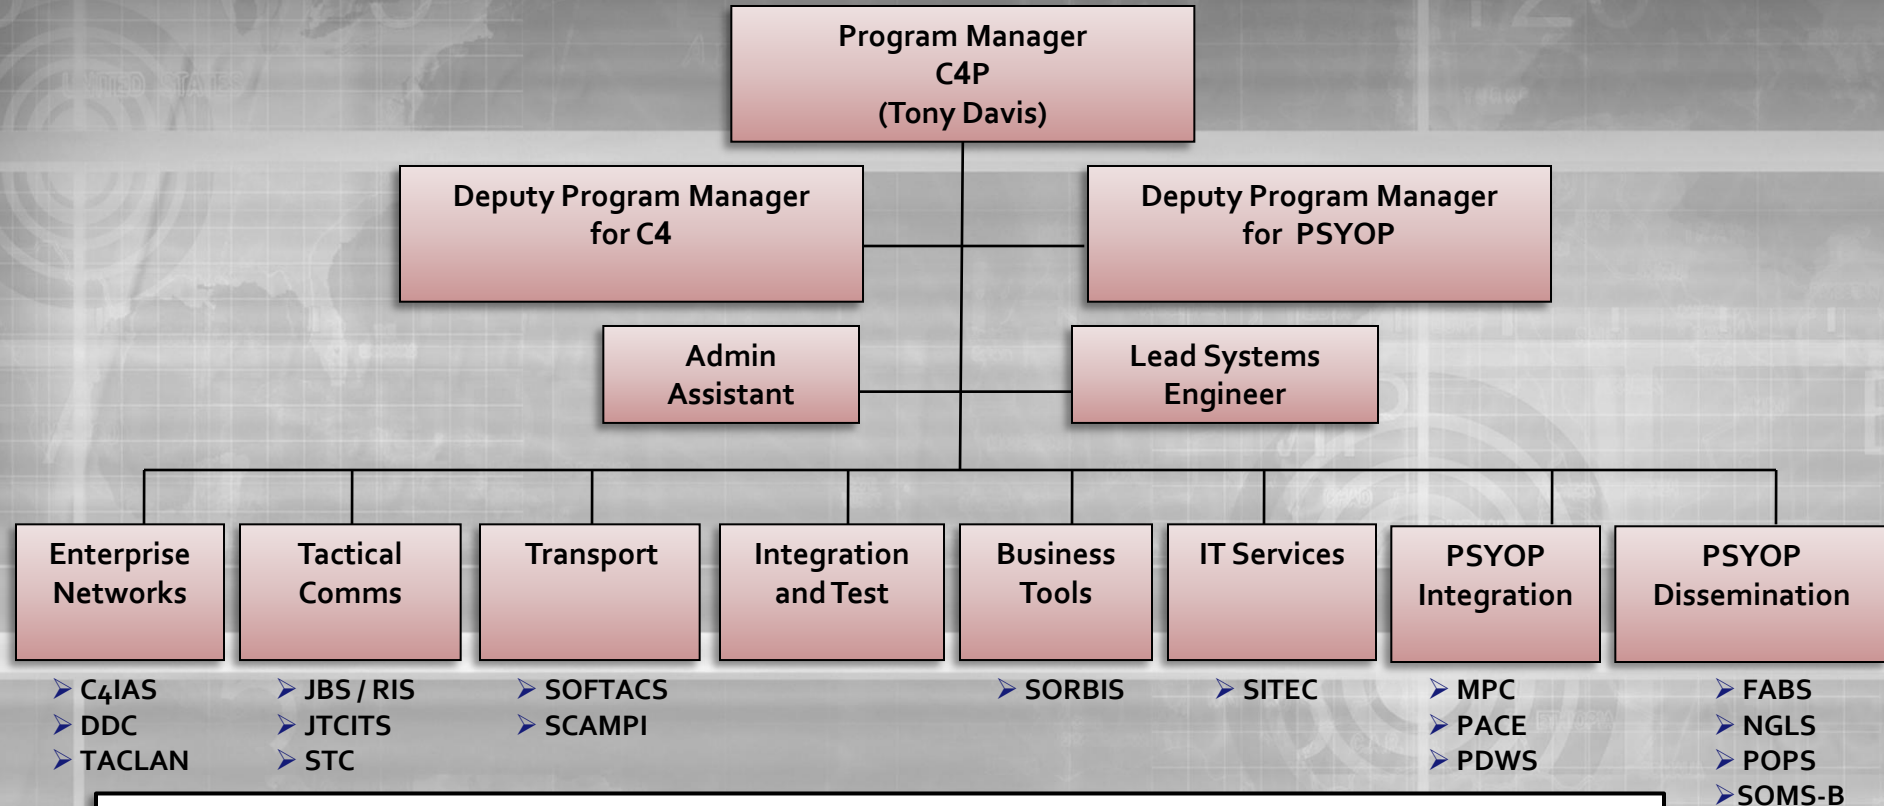 Program Manager
C4P
(Tony Davis)
Deputy Program Manager
for C4
Deputy Program Manager
for PSYOP
Admin
Assistant
Lead Systems
Engineer
Enterprise
Networks
Tactical
Comms
Transport
Integration
and Test
Business
Tools
IT Services
PSYOP
Integration
PSYOP
Dissemination
C4IAS
DDC
TACLAN
JBS / RIS
JTCITS
STC
SOFTACS
SCAMPI
SORBIS
SITEC
MPC
PACE
PDWS
FABS
NGLS
POPS
SOMS-B
UNITED STATES